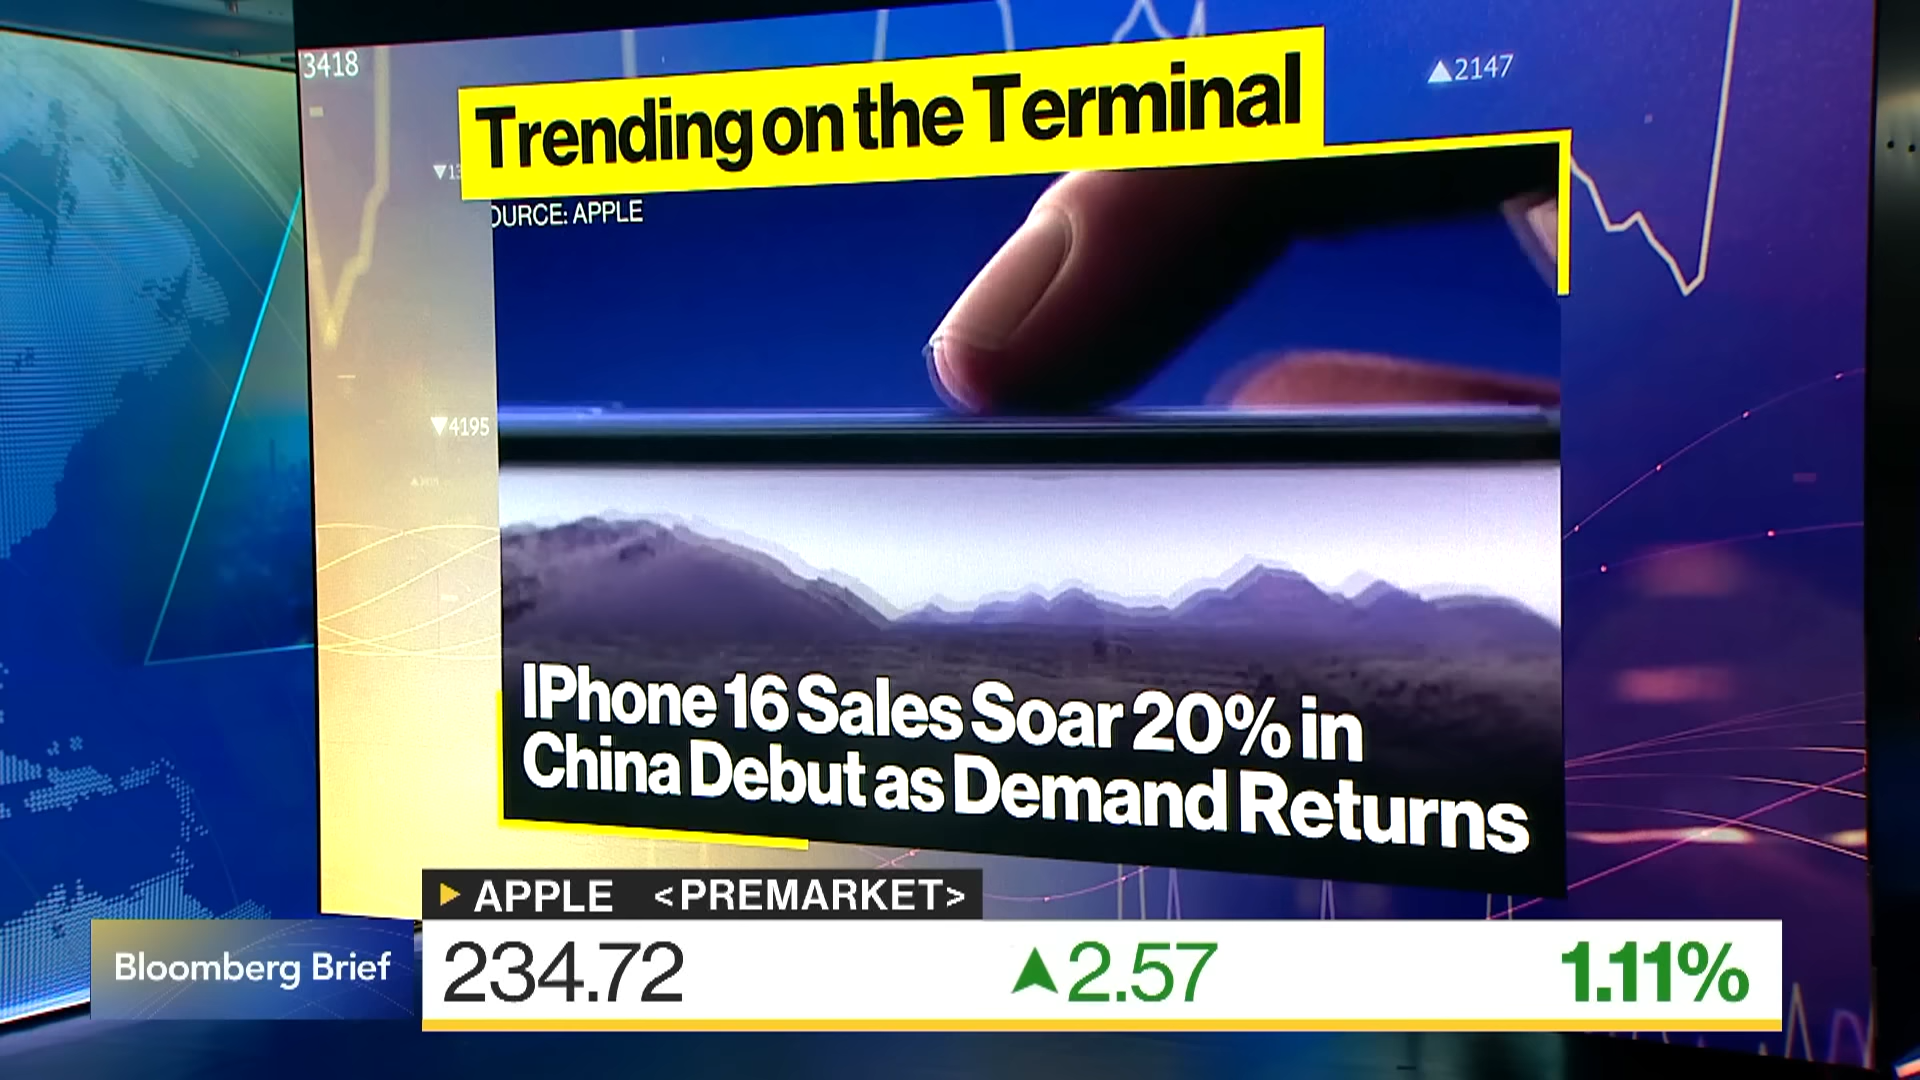 3418
▲2147
Trending on the Terminal
OURCE: APPLE
▼4195
IPhone 16 Sales Soar 20% in
China Debut as Demand Returns
APPLE <PREMARKET>
Bloomberg Brief
234.72 ▲2.57 1.11%